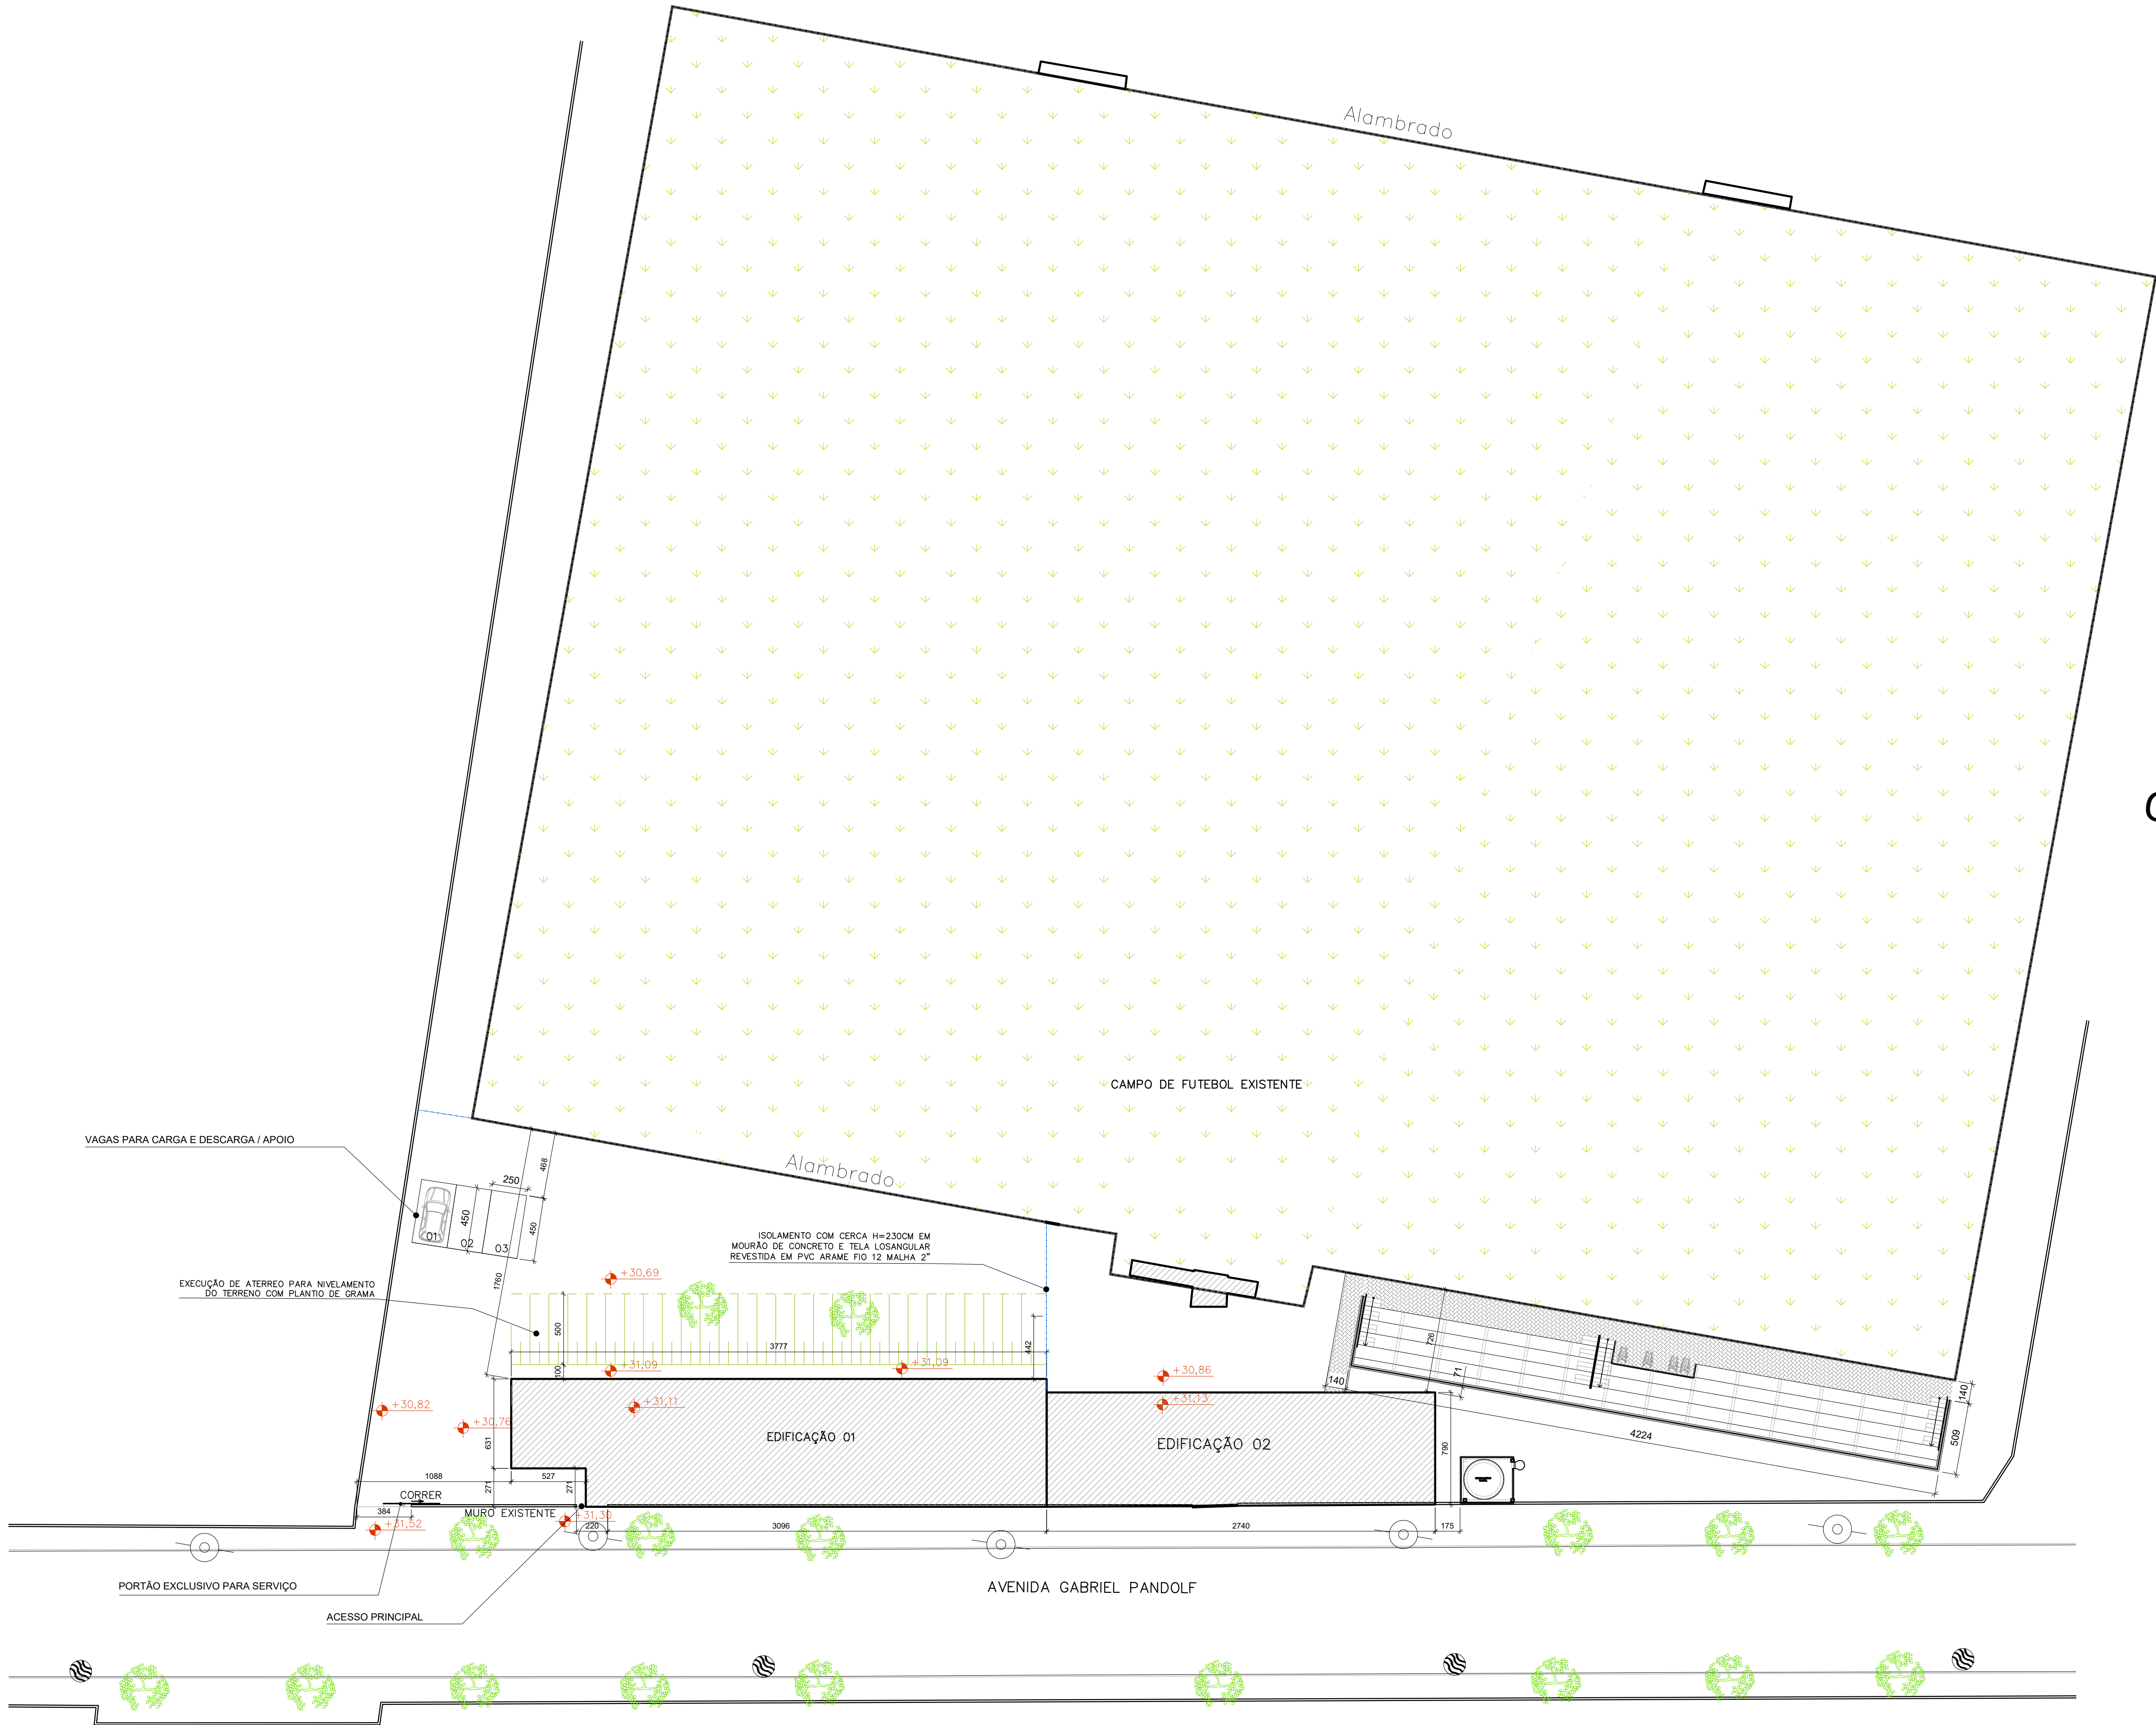 Alambrado
CAMPO DE FUTEBOL EXISTENTE
VAGAS PARA CARGA E DESCARGA / APOIO
Alambrado
468
250
450
450
01
02
03
ISOLAMENTO COM CERCA H=230CM EM
MOURÃO DE CONCRETO E TELA LOSANGULAR
REVESTIDA EM PVC ARAME FIO 12 MALHA 2"
EXECUÇÃO DE ATERREO PARA NIVELAMENTO
DO TERRENO COM PLANTIO DE GRAMA
1760
+30,69
500
3777
442
100
+31,09
+31,09
+30,86
+31,13
726
71
140
140
509
4224
+30,82
+30,76
+31,11
631
EDIFICAÇÃO 01
EDIFICAÇÃO 02
790
1088
527
271
271
CORRER
384
MURO EXISTENTE
+31,52
+31,30
220
3096
2740
175
PORTÃO EXCLUSIVO PARA SERVIÇO
ACESSO PRINCIPAL
AVENIDA GABRIEL PANDOLF